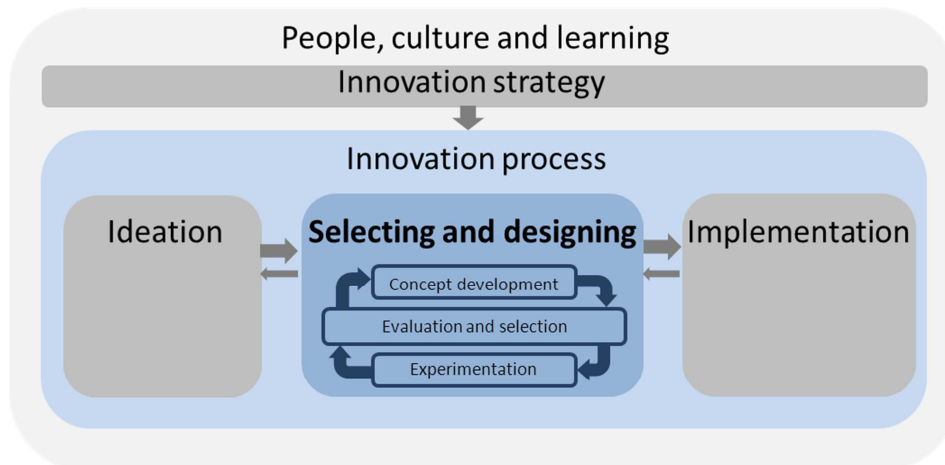 People, culture and learning
Innovation strategy
Innovation process
Ideation
Selecting and designing
Implementation
Concept development
Evaluation and selection
Experimentation